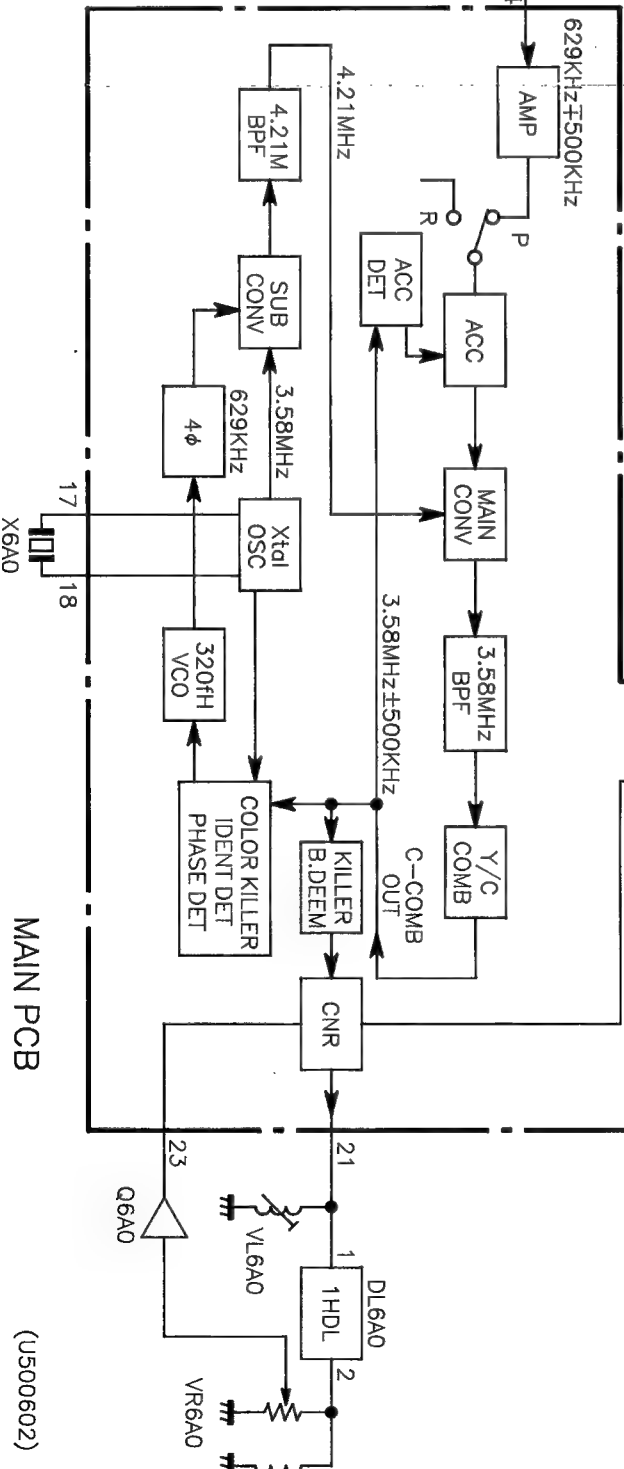 629KHz∓500KHz
AMP
P
R
ACC
DET
ACC
MAIN
CONV
3.58MHz
BPF
Y/C
COMB
4.21MHz
4.21M
BPF
SUB
CONV
3.58MHz
629KHz
4ϕ
Xtal
OSC
320fH
VCO
3.58MHz±500KHz
C-COMB
OUT
COLOR KILLER
IDENT DET
PHASE DET
KILLER
B.DEEM
CNR
17
18
X6A0
21
23
Q6A0
VL6A0
1
DL6A0
1HDL
2
VR6A0
MAIN PCB
(U500602)